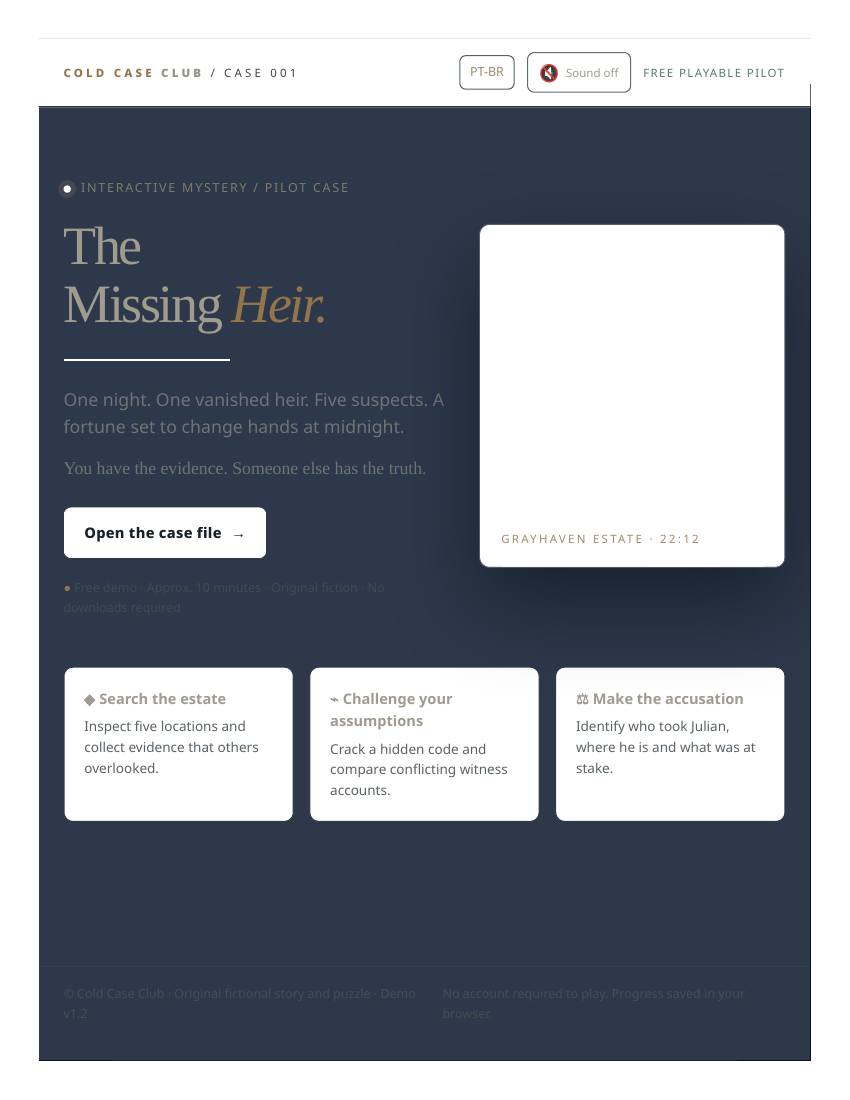 COLD CASE CLUB / CASE 001
PT-BR
Sound off
FREE PLAYABLE PILOT
INTERACTIVE MYSTERY / PILOT CASE
The
Missing Heir.
One night. One vanished heir. Five suspects. A
fortune set to change hands at midnight.
You have the evidence. Someone else has the truth.
Open the case file →
Free demo · Approx. 10 minutes · Original fiction · No
downloads required
GRAYHAVEN ESTATE · 22:12
Search the estate
Inspect five locations and
collect evidence that others
overlooked.
Challenge your
assumptions
Crack a hidden code and
compare conflicting witness
accounts.
Make the accusation
Identify who took Julian,
where he is and what was at
stake.
© Cold Case Club · Original fictional story and puzzle · Demo
v1.2
No account required to play. Progress saved in your
browser.